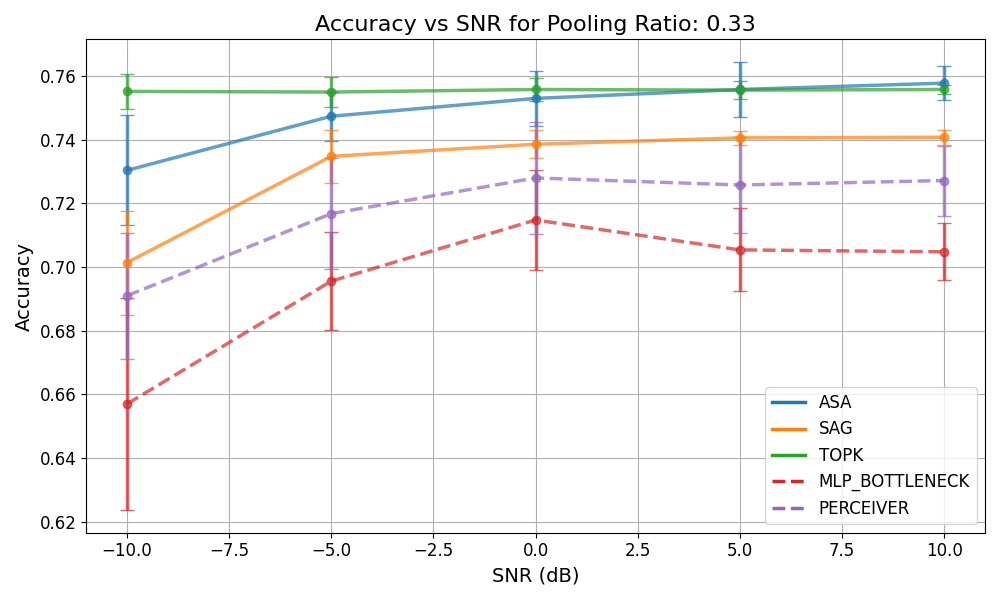 Accuracy vs SNR for Pooling Ratio: 0.33
Accuracy
0.76
0.74
0.72
0.70
0.68
0.66
0.64
0.62
ASA
SAG
TOPK
MLP_BOTTLENECK
PERCEIVER
−10.0 −7.5 −5.0 −2.5 0.0 2.5 5.0 7.5 10.0
SNR (dB)